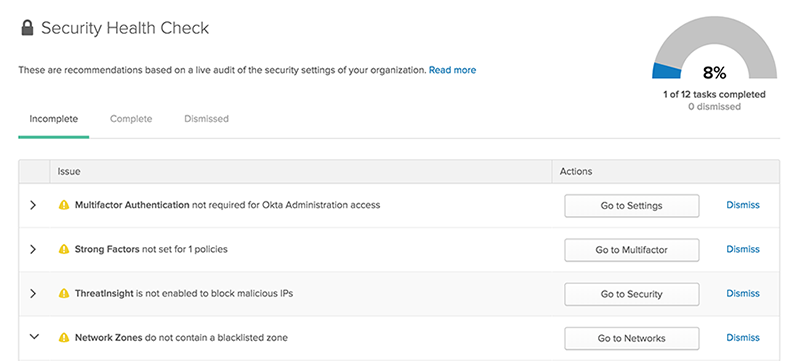 Security Health Check
These are recommendations based on a live audit of the security settings of your organization. Read more
8%
1 of 12 tasks completed
0 dismissed
Incomplete Complete Dismissed
Issue Actions
Multifactor Authentication not required for Okta Administration access Go to Settings Dismiss
Strong Factors not set for 1 policies Go to Multifactor Dismiss
ThreatInsight is not enabled to block malicious IPs Go to Security Dismiss
Network Zones do not contain a blacklisted zone Go to Networks Dismiss